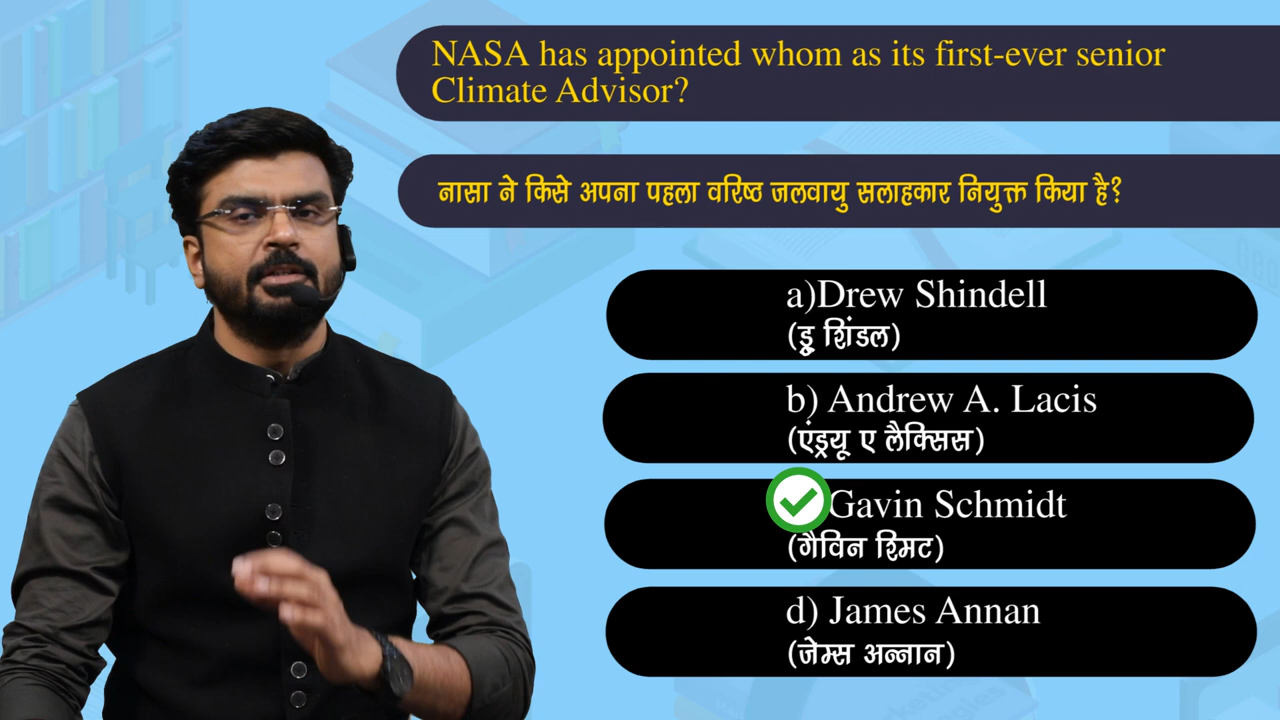 NASA has appointed whom as its first-ever senior
Climate Advisor?
नासा ने किसे अपना पहला वरिष्ठ जलवायु सलाहकार नियुक्त किया है?
a)Drew Shindell
(ड्रू शिंडल)
b) Andrew A. Lacis
(एंड्रयू ए लैक्सिस)
Gavin Schmidt
(गैविन श्मिट)
d) James Annan
(जेम्स अन्नान)